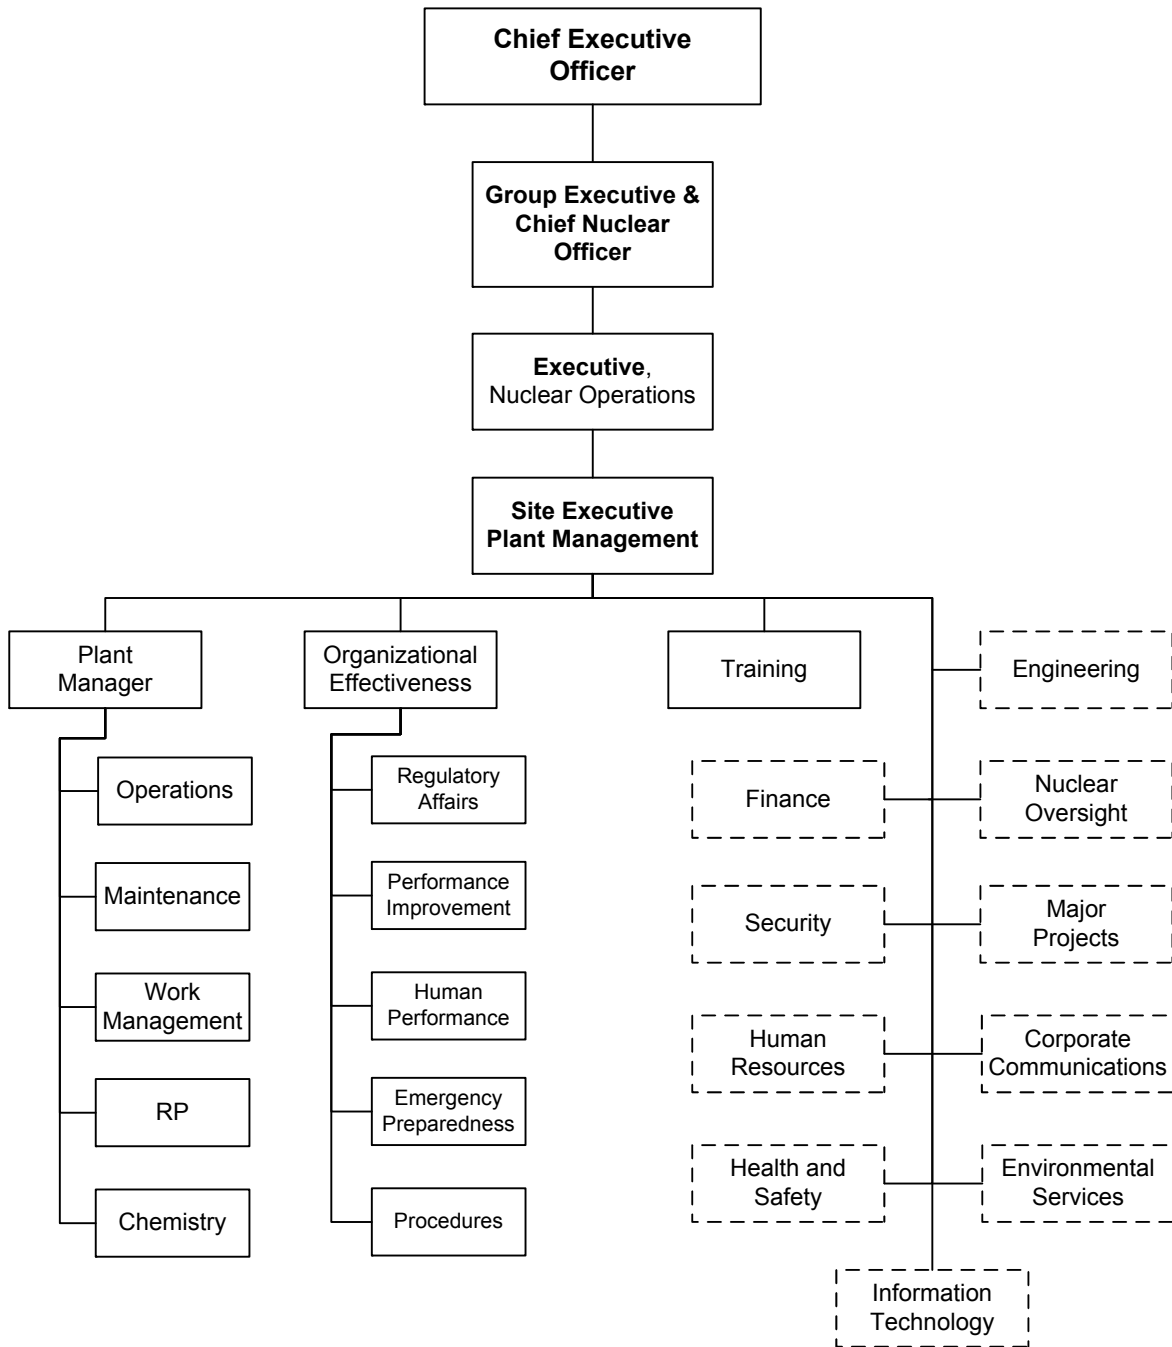 Chief Executive
Officer
Group Executive &
Chief Nuclear
Officer
Executive,
Nuclear Operations
Site Executive
Plant Management
Plant
Manager
Organizational
Effectiveness
Training
Engineering
Operations
Regulatory
Affairs
Finance
Nuclear
Oversight
Maintenance
Performance
Improvement
Security
Major
Projects
Work
Management
Human
Performance
Human
Resources
Corporate
Communications
RP
Emergency
Preparedness
Health and
Safety
Environmental
Services
Chemistry
Procedures
Information
Technology